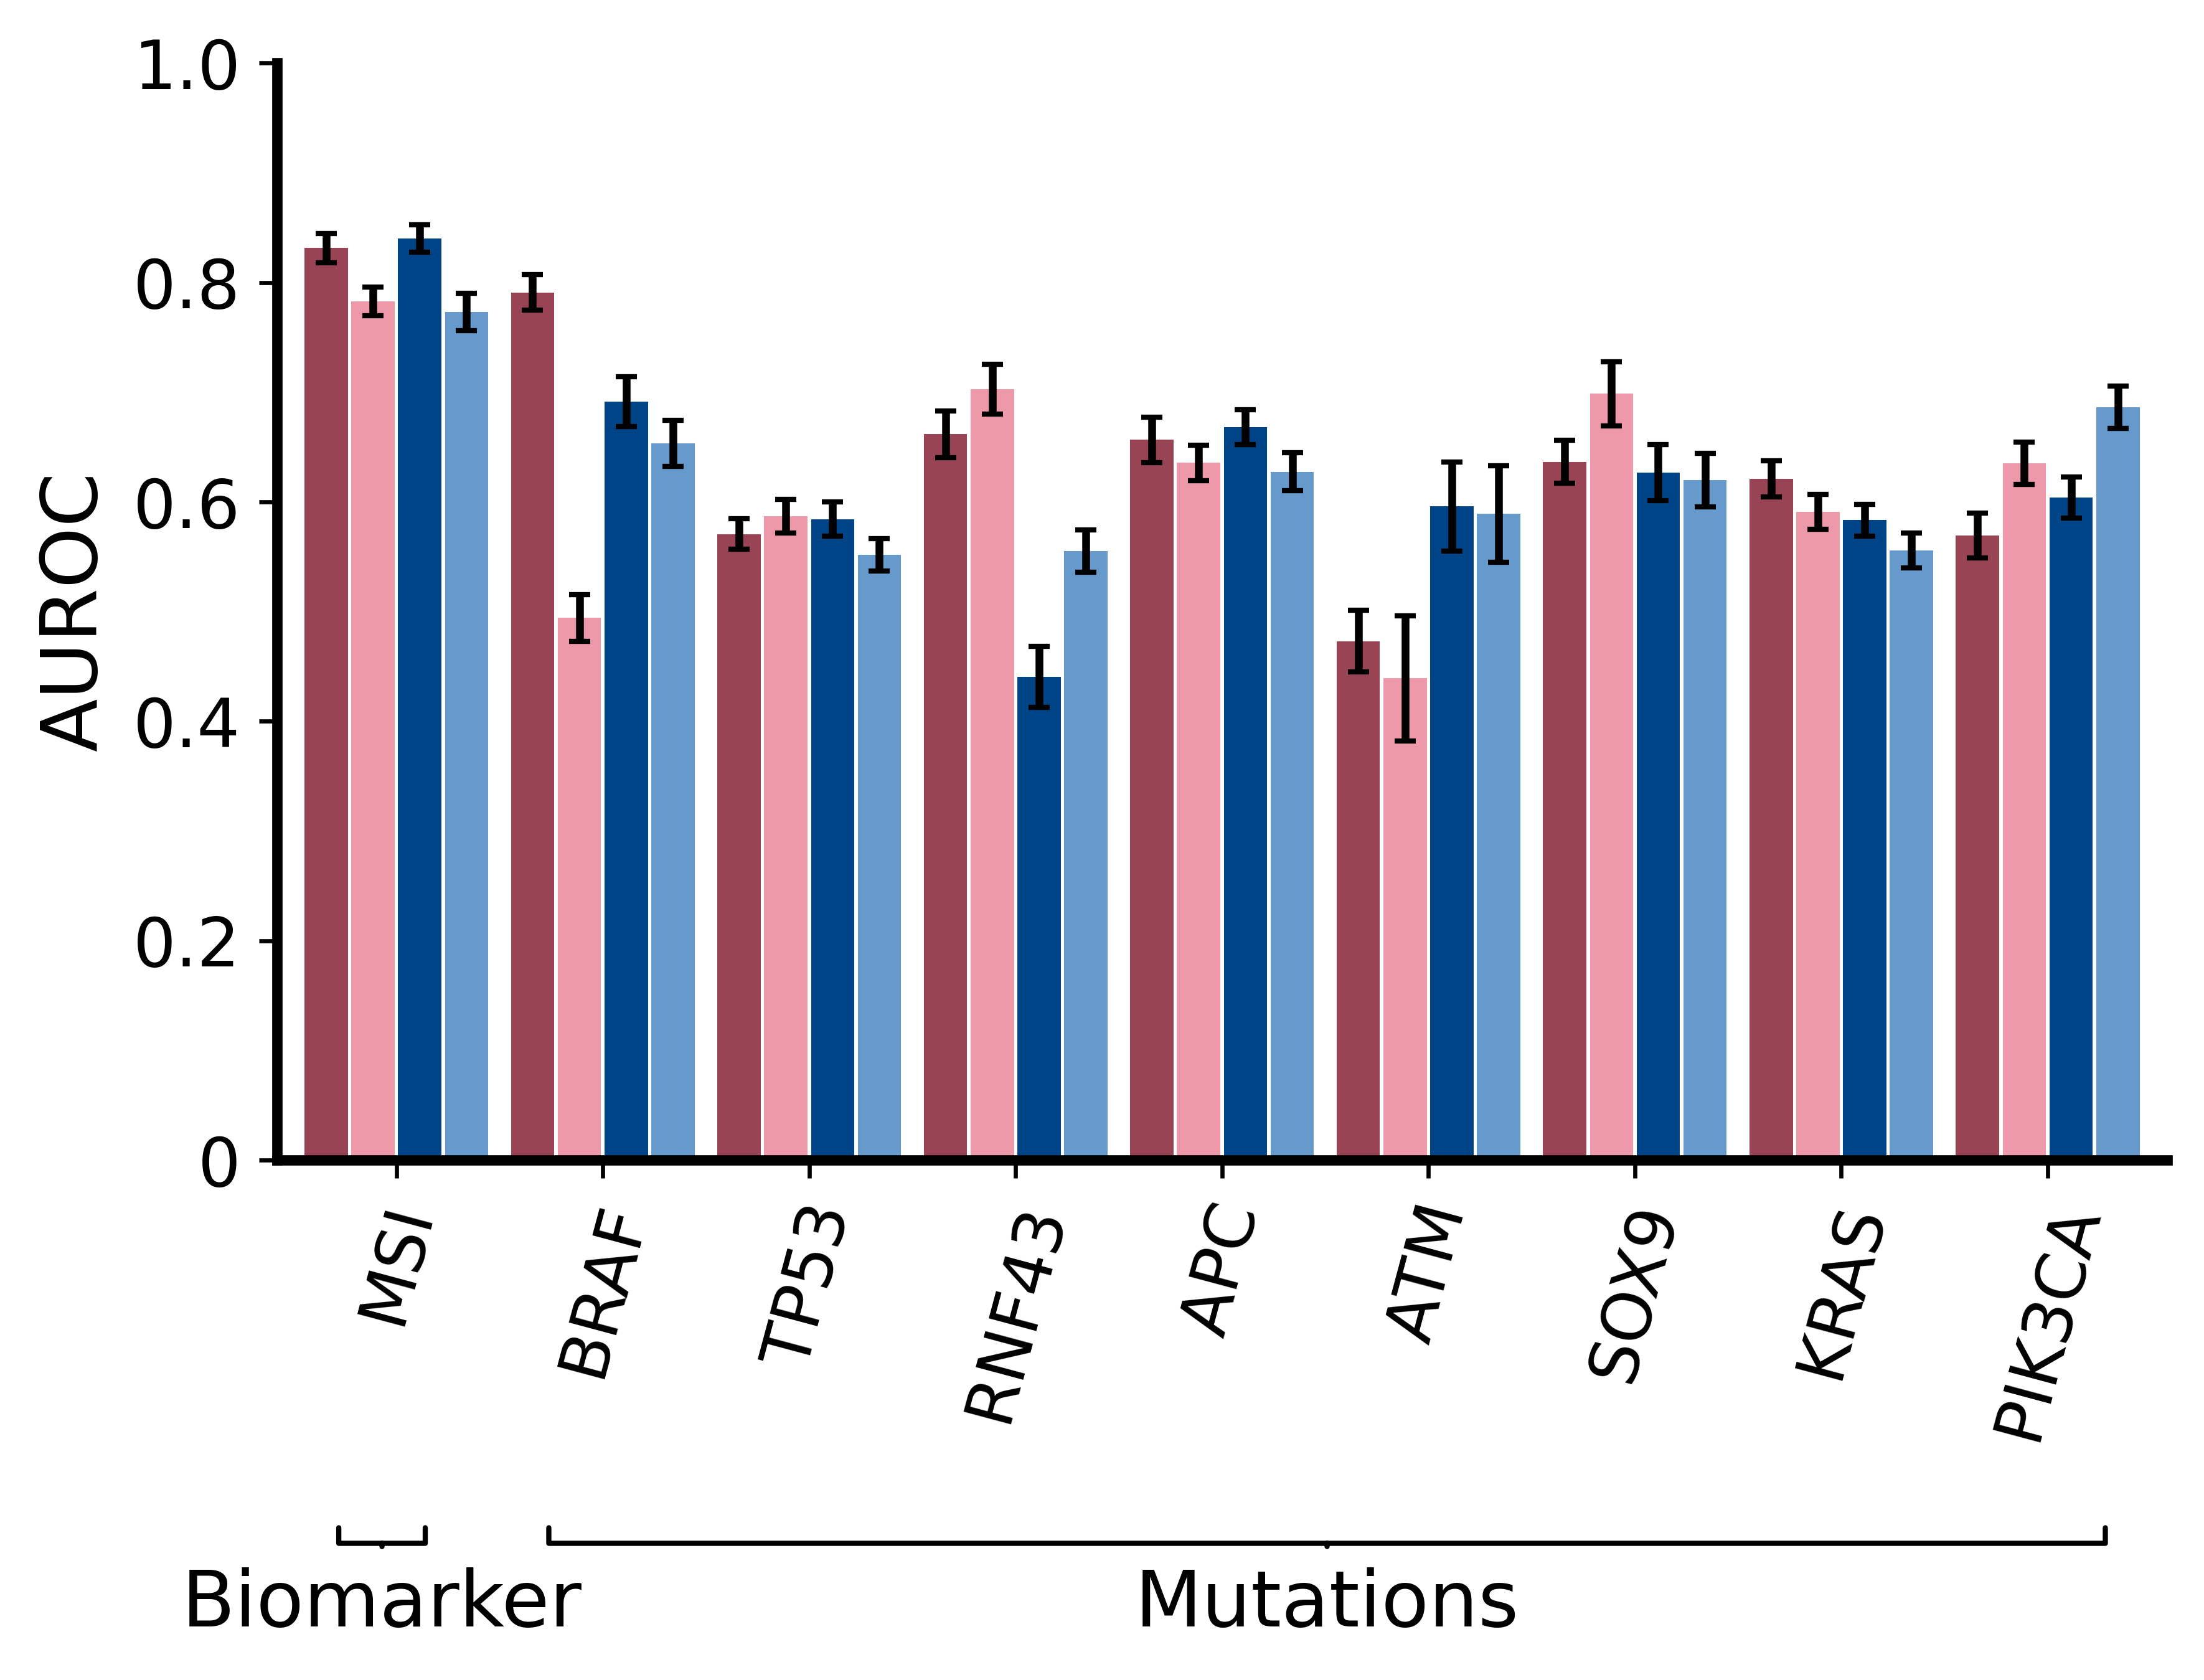 1.0
0.8
0.6
0.4
0.2
0
AUROC
MSI
BRAF
TP53
RNF43
APC
ATM
SOX9
KRAS
PIK3CA
Biomarker
Mutations